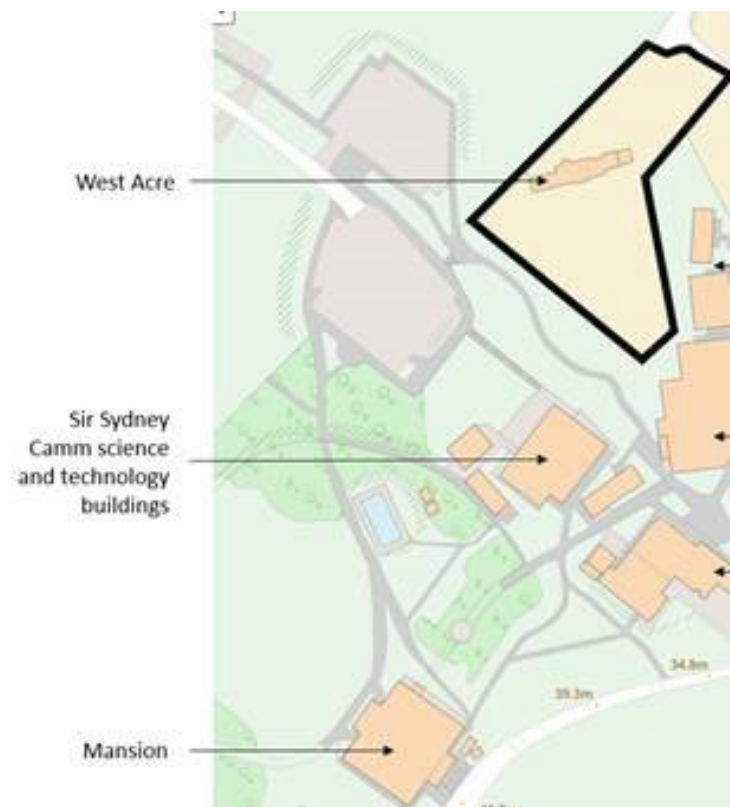 West Acre
Sir Sydney
Camm science
and technology
buildings
34.8m
39.3m
Mansion